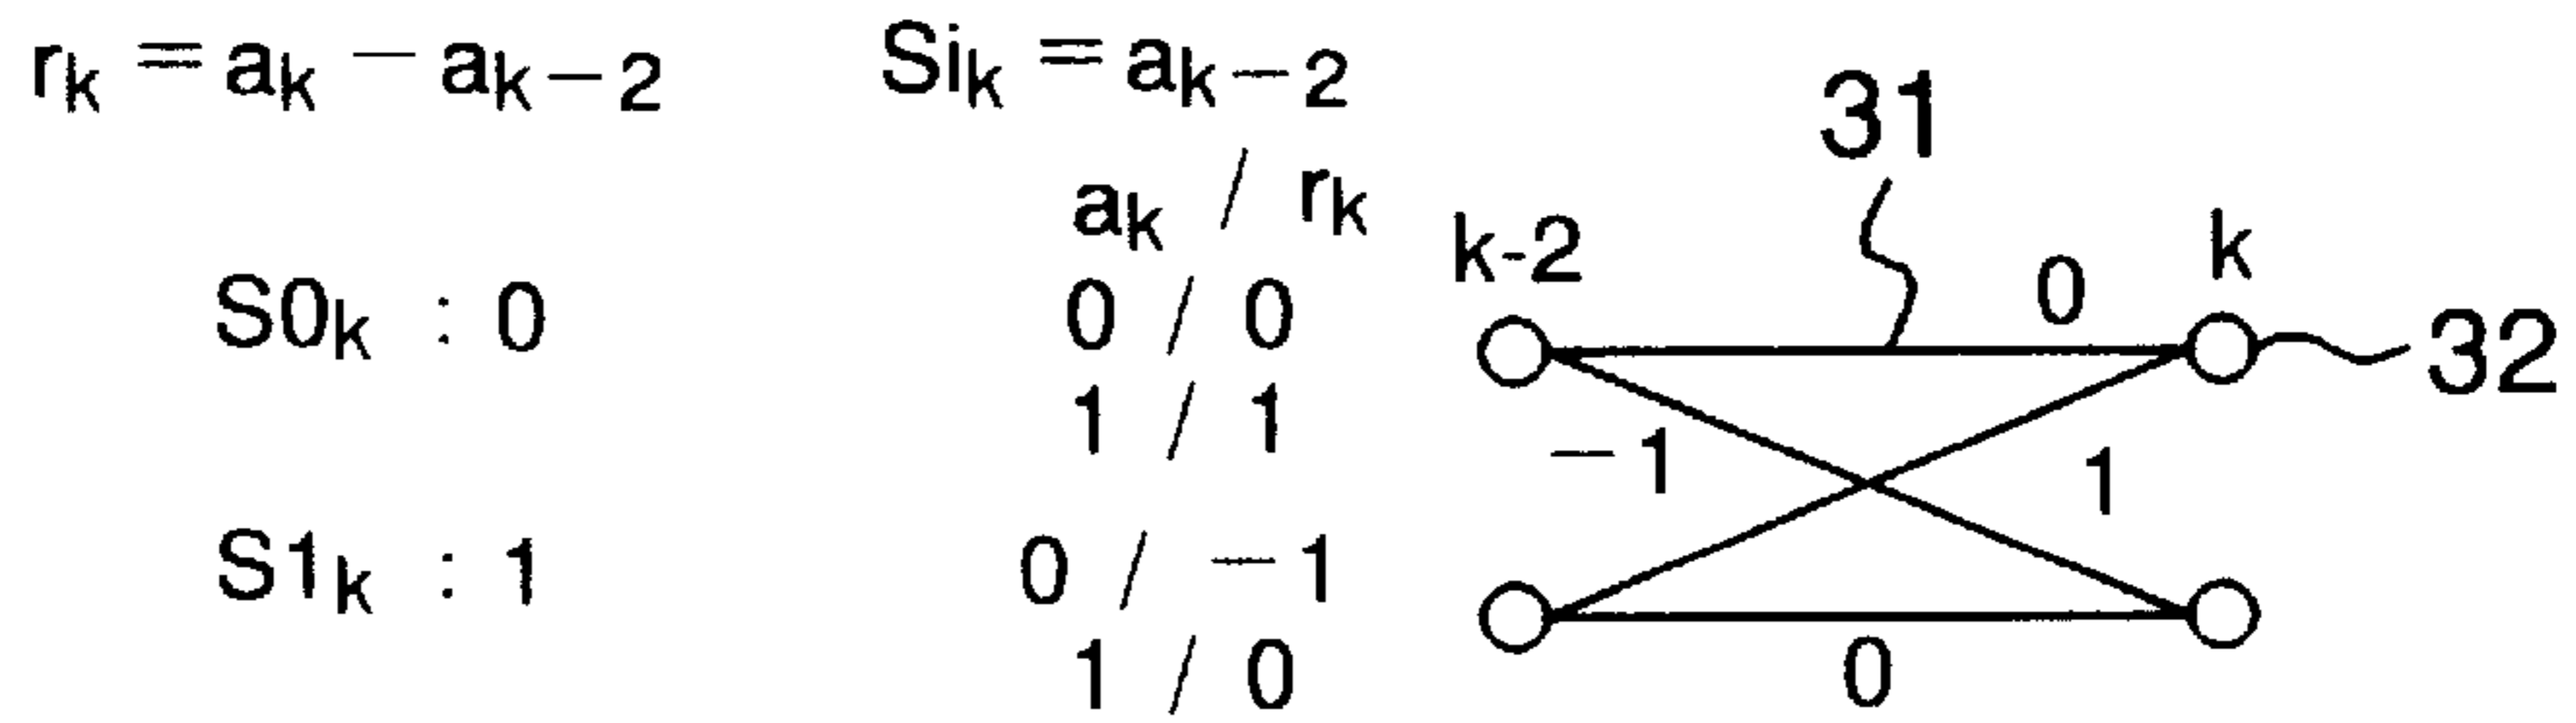 rₖ = aₖ − aₖ₋₂
Siₖ = aₖ₋₂
aₖ / rₖ
S0ₖ : 0
0 / 0
1 / 1
S1ₖ : 1
0 / −1
1 / 0
31
k-2
0
k
32
−1
1
0